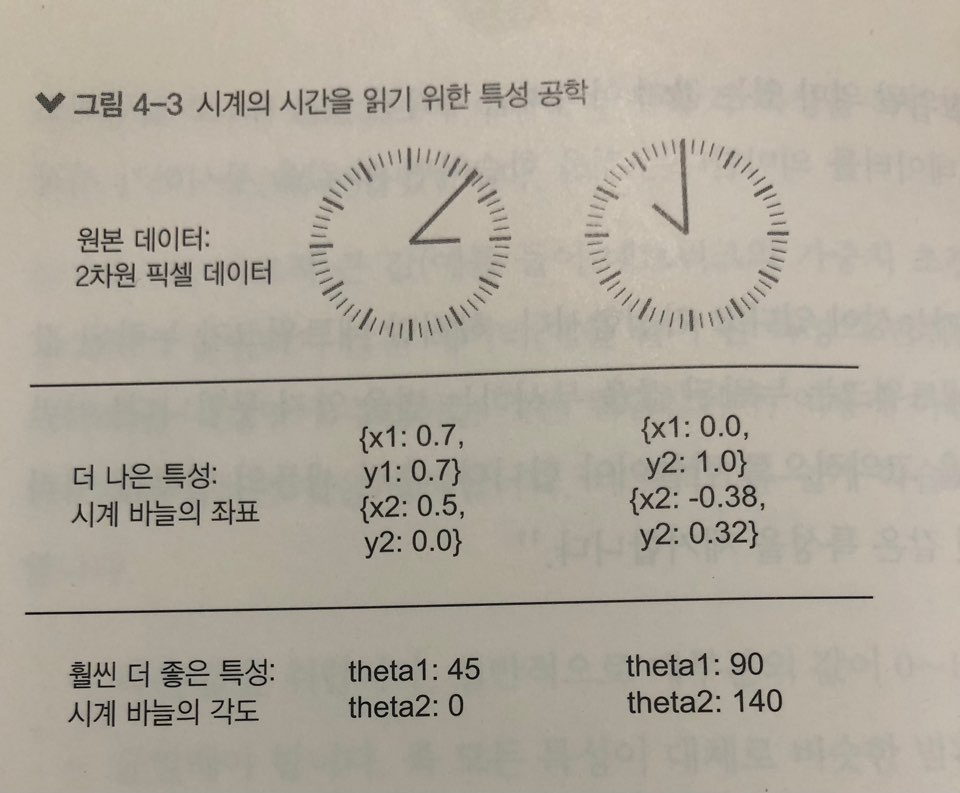 그림 4-3 시계의 시간을 읽기 위한 특성 공학
원본 데이터:
2차원 픽셀 데이터
더 나은 특성:
시계 바늘의 좌표
{x1: 0.7,
y1: 0.7}
{x2: 0.5,
y2: 0.0}
{x1: 0.0,
y2: 1.0}
{x2: -0.38,
y2: 0.32}
훨씬 더 좋은 특성:
시계 바늘의 각도
theta1: 45
theta2: 0
theta1: 90
theta2: 140